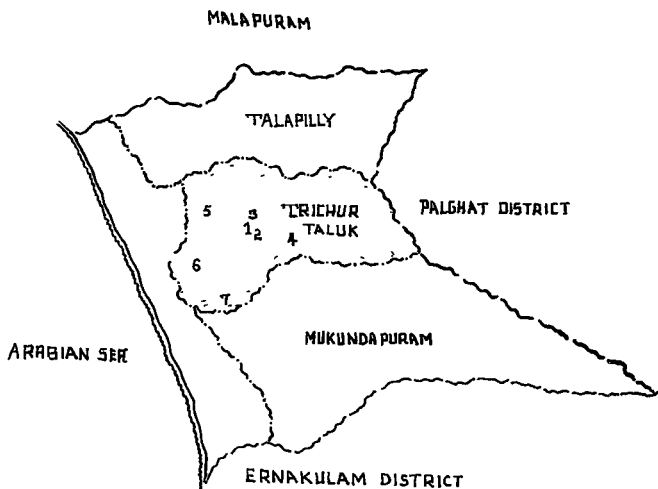 MALAPURAM
TALAPILLY
5 3 TRICHUR
PALGHAT DISTRICT
1 2 4 TALUK
6
7
MUKUNDAPURAM
ARABIAN SEA
ERNAKULAM DISTRICT